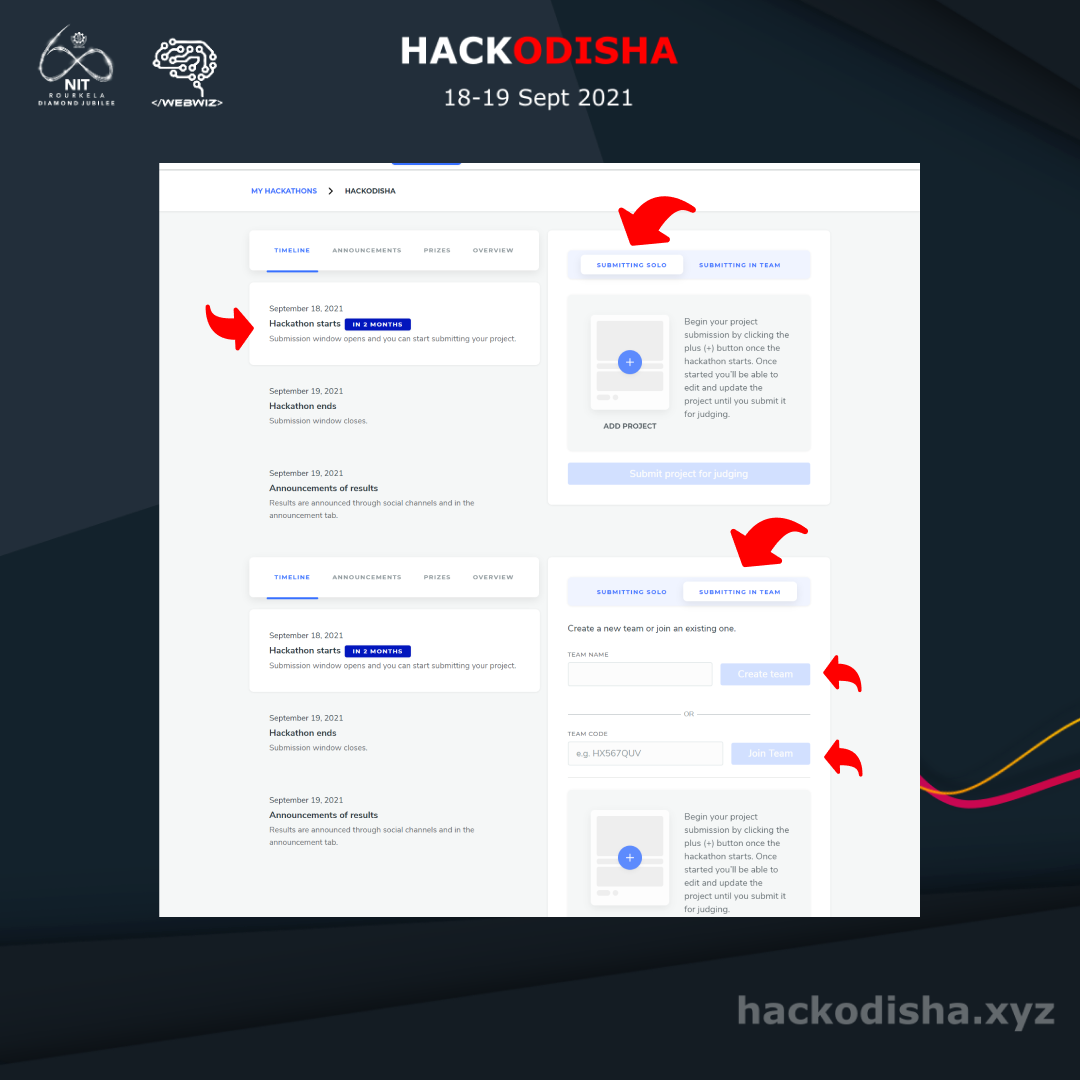 NIT
ROURKELA
DIAMOND JUBILEE
</WEBWIZ>
HACKODISHA
18-19 Sept 2021
MY HACKATHONS > HACKODISHA
TIMELINE ANNOUNCEMENTS PRIZES OVERVIEW
September 18, 2021
Hackathon starts IN 2 MONTHS
Submission window opens and you can start submitting your project.
September 19, 2021
Hackathon ends
Submission window closes.
September 19, 2021
Announcements of results
Results are announced through social channels and in the
announcement tab.
SUBMITTING SOLO SUBMITTING IN TEAM
Begin your project
submission by clicking the
plus (+) button once the
hackathon starts. Once
started you'll be able to
edit and update the
project until you submit it
for judging.
+
ADD PROJECT
Submit project for judging
TIMELINE ANNOUNCEMENTS PRIZES OVERVIEW
September 18, 2021
Hackathon starts IN 2 MONTHS
Submission window opens and you can start submitting your project.
September 19, 2021
Hackathon ends
Submission window closes.
September 19, 2021
Announcements of results
Results are announced through social channels and in the
announcement tab.
SUBMITTING SOLO SUBMITTING IN TEAM
Create a new team or join an existing one.
TEAM NAME
Create team
OR
TEAM CODE
e.g. HX567QUV Join Team
Begin your project
submission by clicking the
plus (+) button once the
hackathon starts. Once
started you'll be able to
edit and update the
project until you submit it
for judging.
+
hackodisha.xyz